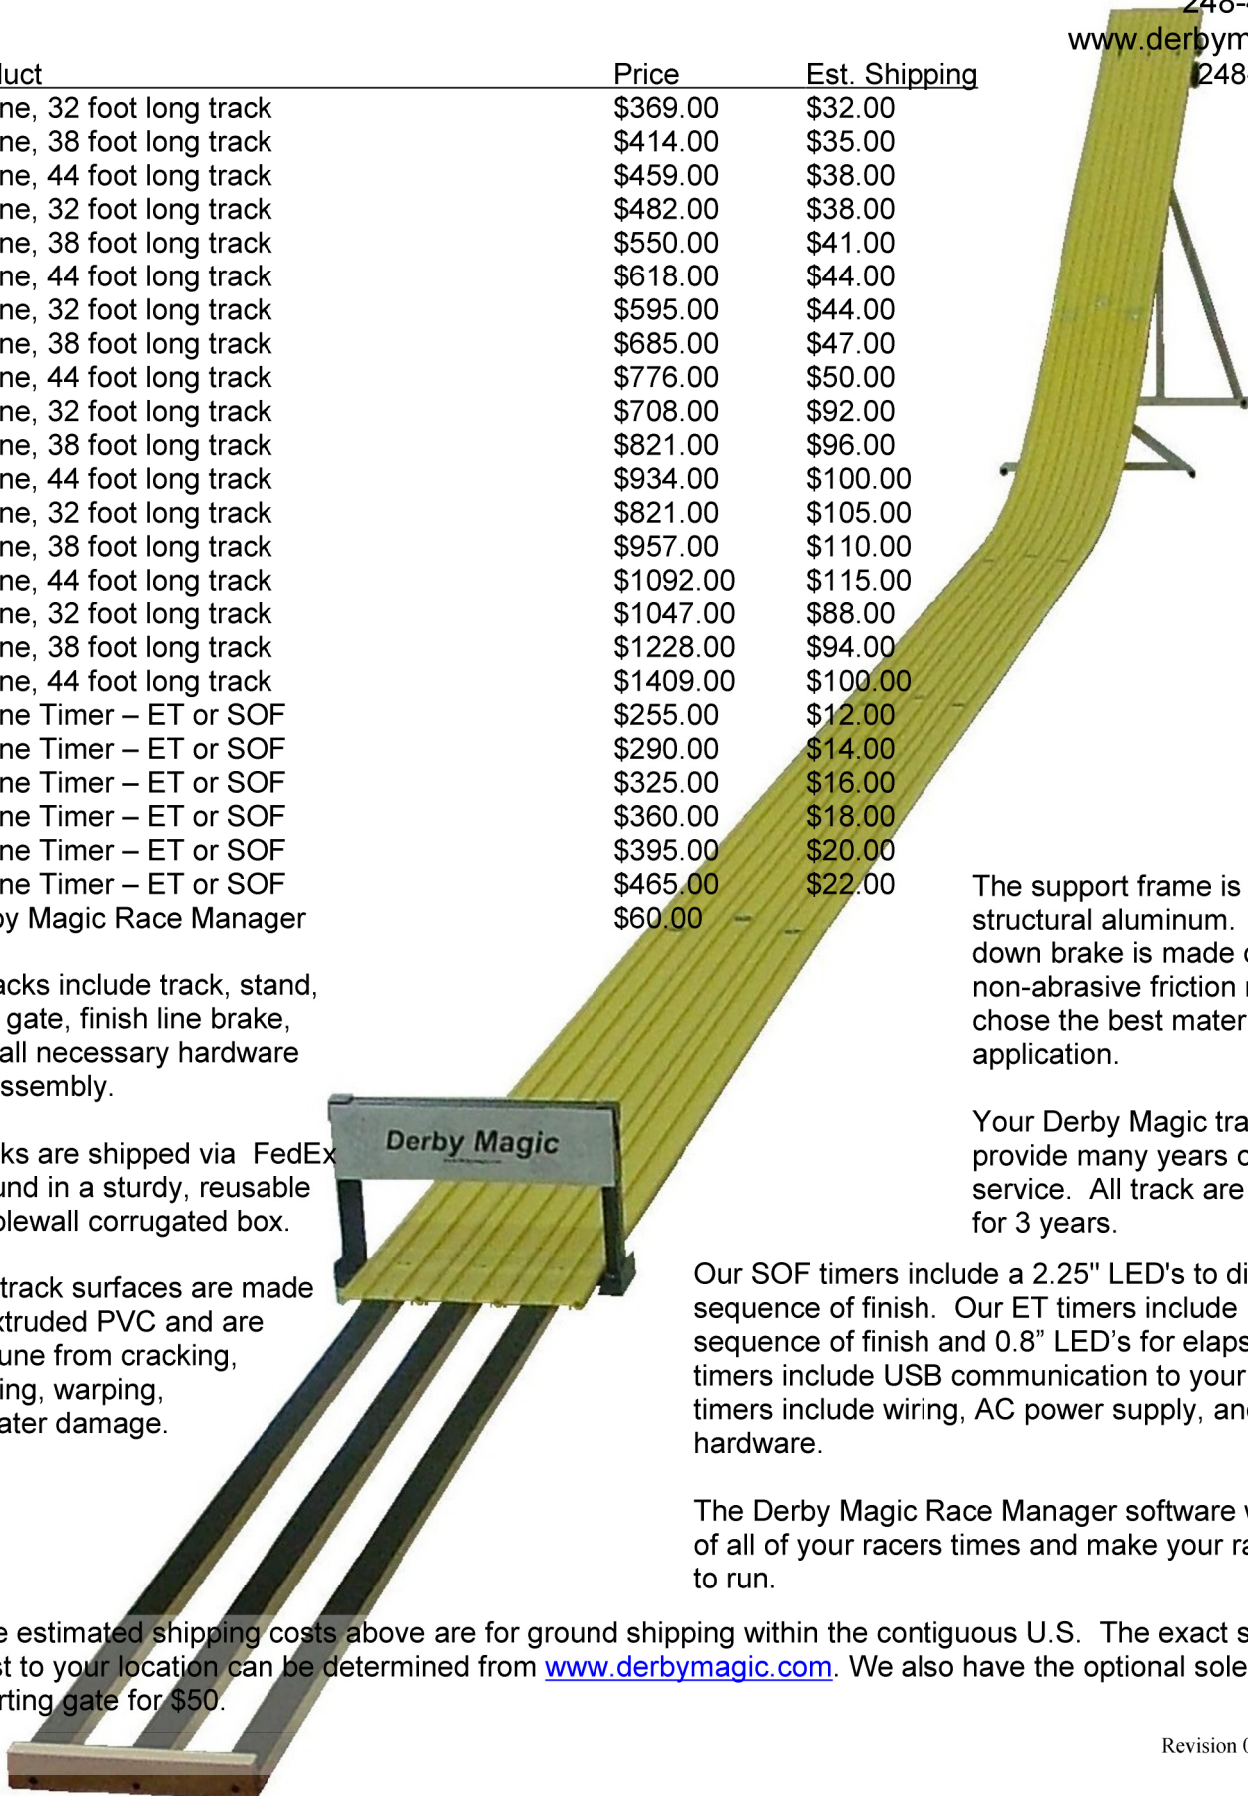 248-
www.derbym
duct Price Est. Shipping 248-
ne, 32 foot long track $369.00 $32.00
ne, 38 foot long track $414.00 $35.00
ne, 44 foot long track $459.00 $38.00
ne, 32 foot long track $482.00 $38.00
ne, 38 foot long track $550.00 $41.00
ne, 44 foot long track $618.00 $44.00
ne, 32 foot long track $595.00 $44.00
ne, 38 foot long track $685.00 $47.00
ne, 44 foot long track $776.00 $50.00
ne, 32 foot long track $708.00 $92.00
ne, 38 foot long track $821.00 $96.00
ne, 44 foot long track $934.00 $100.00
ne, 32 foot long track $821.00 $105.00
ne, 38 foot long track $957.00 $110.00
ne, 44 foot long track $1092.00 $115.00
ne, 32 foot long track $1047.00 $88.00
ne, 38 foot long track $1228.00 $94.00
ne, 44 foot long track $1409.00 $100.00
ne Timer – ET or SOF $255.00 $12.00
ne Timer – ET or SOF $290.00 $14.00
ne Timer – ET or SOF $325.00 $16.00
ne Timer – ET or SOF $360.00 $18.00
ne Timer – ET or SOF $395.00 $20.00
ne Timer – ET or SOF $465.00 $22.00
by Magic Race Manager $60.00
acks include track, stand,
gate, finish line brake,
all necessary hardware
ssembly.
ks are shipped via  FedEx
und in a sturdy, reusable
blewall corrugated box.
track surfaces are made
xtruded PVC and are
une from cracking,
ing, warping,
ater damage.
Derby Magic
The support frame is
structural aluminum.
down brake is made o
non-abrasive friction m
chose the best mater
application.
Your Derby Magic tra
provide many years o
service.  All track are
for 3 years.
Our SOF timers include a 2.25" LED's to di
sequence of finish.  Our ET timers include
sequence of finish and 0.8” LED’s for elaps
timers include USB communication to your
timers include wiring, AC power supply, and
hardware.
The Derby Magic Race Manager software w
of all of your racers times and make your ra
to run.
e estimated shipping costs above are for ground shipping within the contiguous U.S.  The exact s
st to your location can be determined from www.derbymagic.com. We also have the optional sole
rting gate for $50.
Revision 0